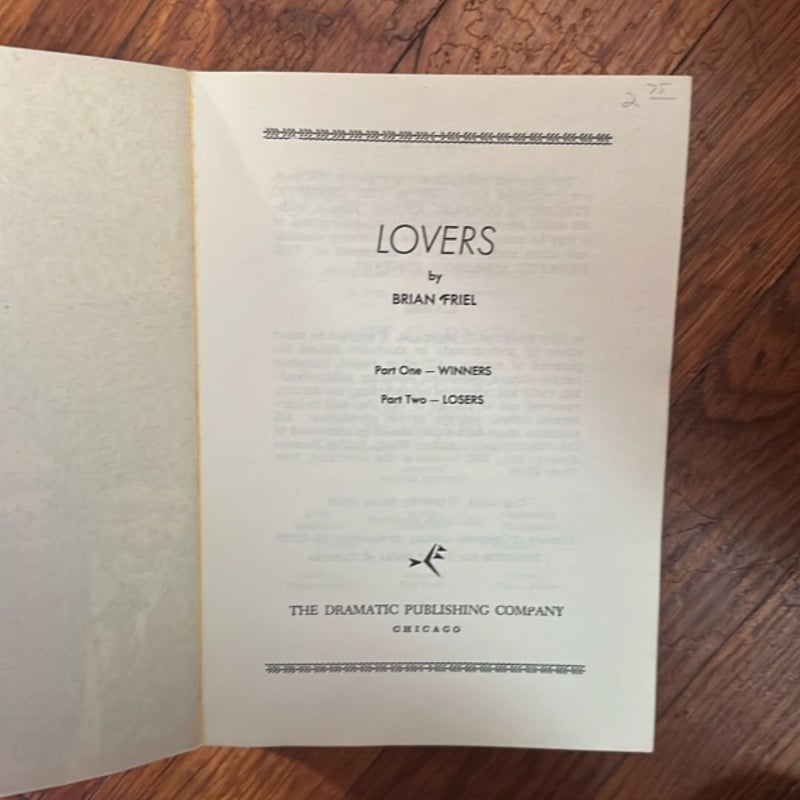 2 75
LOVERS
by
BRIAN FRIEL
Part One — WINNERS
Part Two — LOSERS
THE DRAMATIC PUBLISHING COMPANY
CHICAGO